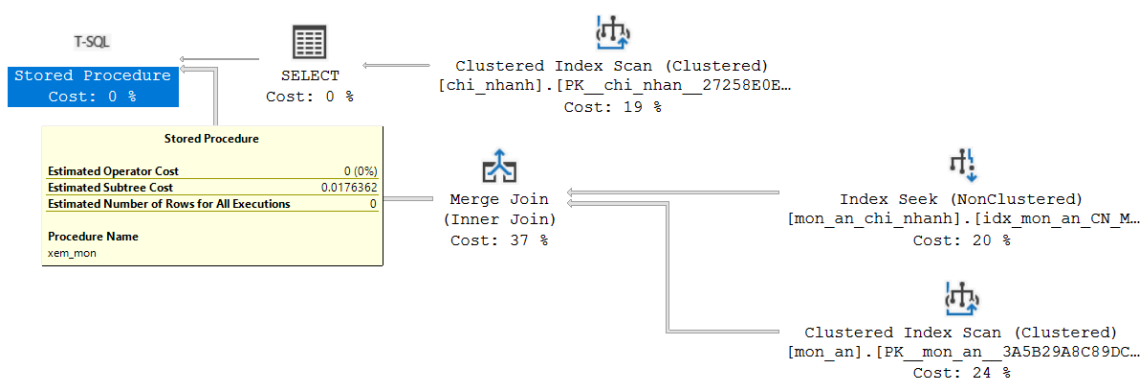 T-SQL
Stored Procedure
Cost: 0 %
SELECT
Cost: 0 %
Clustered Index Scan (Clustered)
[chi_nhanh].[PK__chi_nhan__27258E0E…
Cost: 19 %
Stored Procedure
Estimated Operator Cost 0 (0%)
Estimated Subtree Cost 0.0176362
Estimated Number of Rows for All Executions 0
Procedure Name
xem_mon
Merge Join
(Inner Join)
Cost: 37 %
Index Seek (NonClustered)
[mon_an_chi_nhanh].[idx_mon_an_CN_M…
Cost: 20 %
Clustered Index Scan (Clustered)
[mon_an].[PK__mon_an__3A5B29A8C89DC…
Cost: 24 %